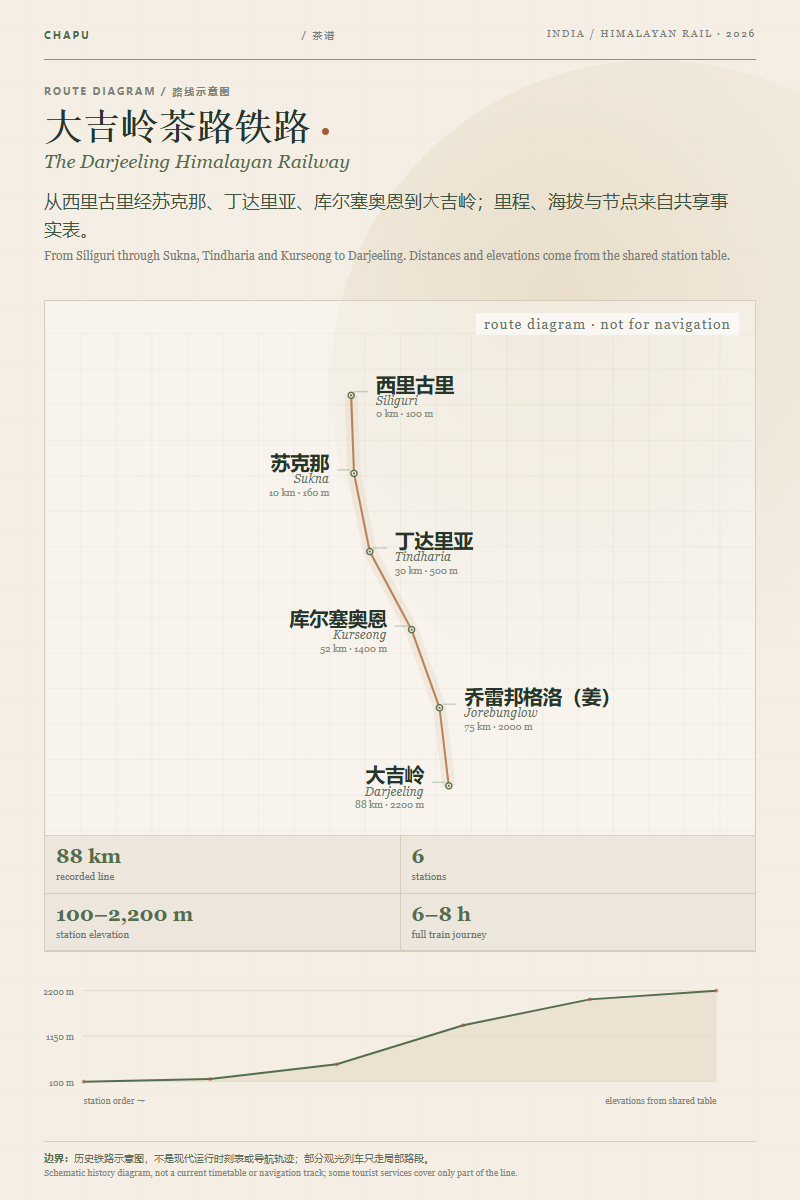 CHAPU / 茶谱 INDIA / HIMALAYAN RAIL · 2026
ROUTE DIAGRAM / 路线示意图
大吉岭茶路铁路
The Darjeeling Himalayan Railway
从西里古里经苏克那、丁达里亚、库尔塞奥恩到大吉岭；里程、海拔与节点来自共享事
实表。
From Siliguri through Sukna, Tindharia and Kurseong to Darjeeling. Distances and elevations come from the shared station table.
route diagram · not for navigation
西里古里
Siliguri
0 km · 100 m
苏克那
Sukna
10 km · 160 m
丁达里亚
Tindharia
30 km · 500 m
库尔塞奥恩
Kurseong
52 km · 1400 m
乔雷邦格洛（姜）
Jorebunglow
75 km · 2000 m
大吉岭
Darjeeling
88 km · 2200 m
88 km
recorded line
6
stations
100–2,200 m
station elevation
6–8 h
full train journey
2200 m
1150 m
100 m
station order →
elevations from shared table
边界：历史铁路示意图，不是现代运行时刻表或导航轨迹；部分观光列车只走局部路段。
Schematic history diagram, not a current timetable or navigation track; some tourist services cover only part of the line.